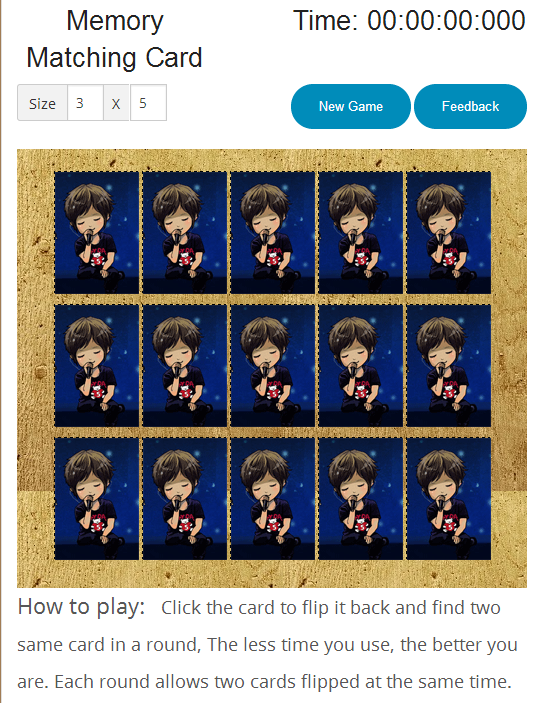 Memory
Matching Card
Time: 00:00:00:000
Size 3 X 5
New Game
Feedback
How to play: Click the card to flip it back and find two
same card in a round, The less time you use, the better you
are. Each round allows two cards flipped at the same time.